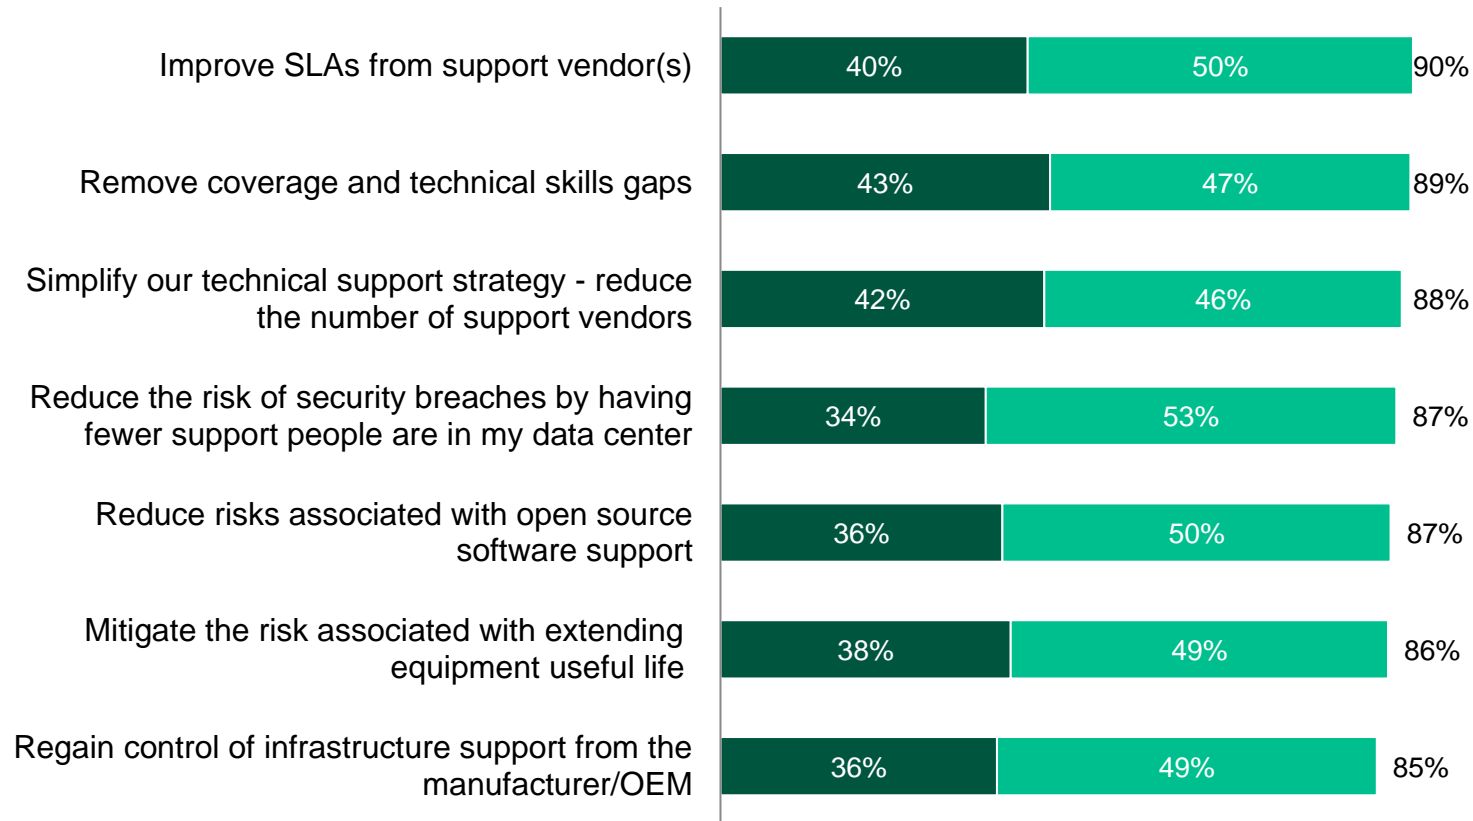 Improve SLAs from support vendor(s)
40% 50% 90%
Remove coverage and technical skills gaps
43% 47% 89%
Simplify our technical support strategy - reduce
the number of support vendors
42% 46% 88%
Reduce the risk of security breaches by having
fewer support people are in my data center
34% 53% 87%
Reduce risks associated with open source
software support
36% 50% 87%
Mitigate the risk associated with extending
equipment useful life
38% 49% 86%
Regain control of infrastructure support from the
manufacturer/OEM
36% 49% 85%